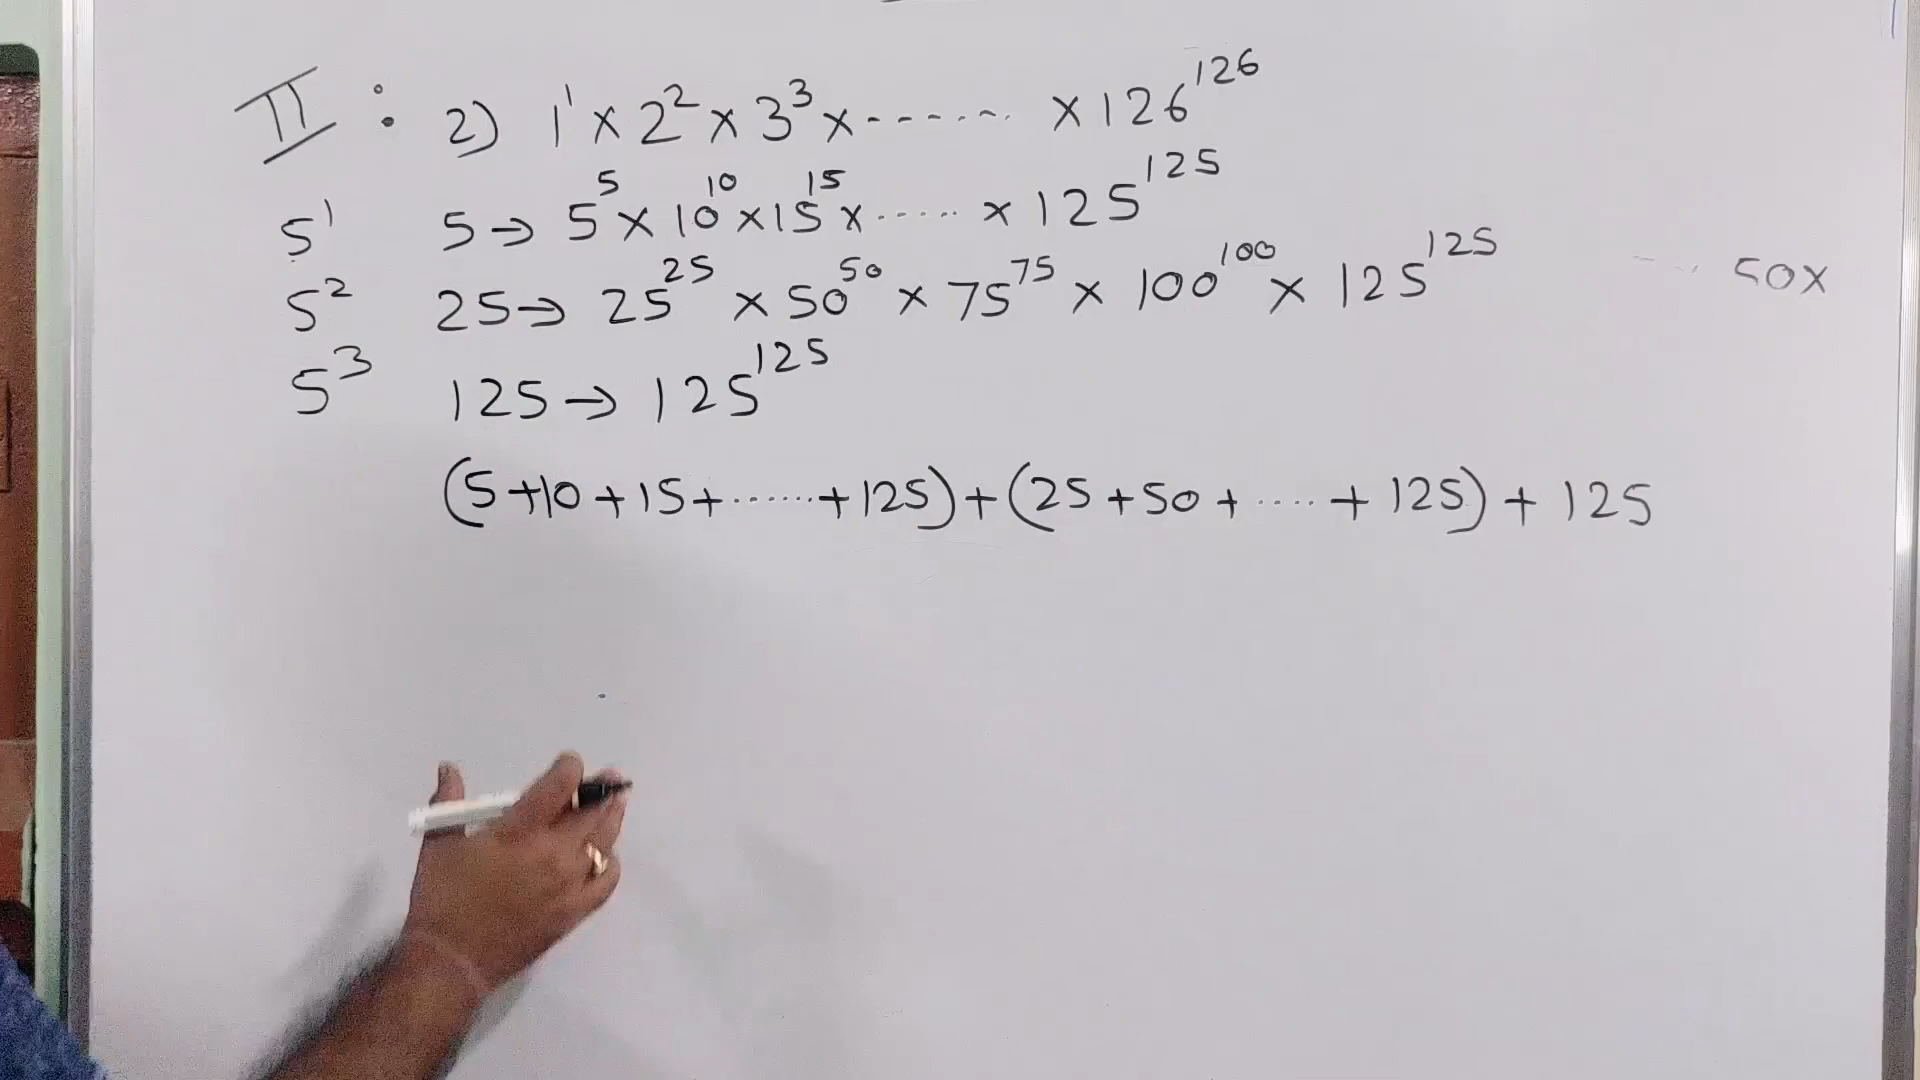 II : 2) 1¹ × 2² × 3³ × ------ × 126¹²⁶
5¹ 5 → 5⁵ × 10¹⁰ × 15¹⁵ × ..... × 125¹²⁵
5² 25 → 25²⁵ × 50⁵⁰ × 75⁷⁵ × 100¹⁰⁰ × 125¹²⁵ 50x
5³ 125 → 125¹²⁵
(5+10+15+......+125)+(25+50+....+125)+125